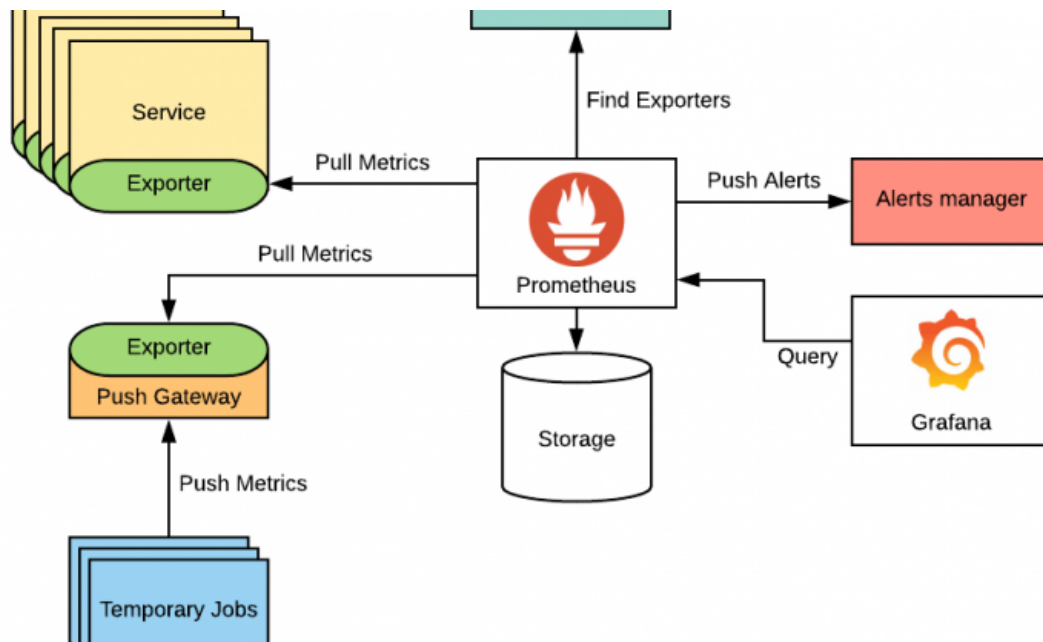 Service
Find Exporters
Pull Metrics
Exporter
Push Alerts
Alerts manager
Pull Metrics
Prometheus
Exporter
Query
Push Gateway
Grafana
Storage
Push Metrics
Temporary Jobs